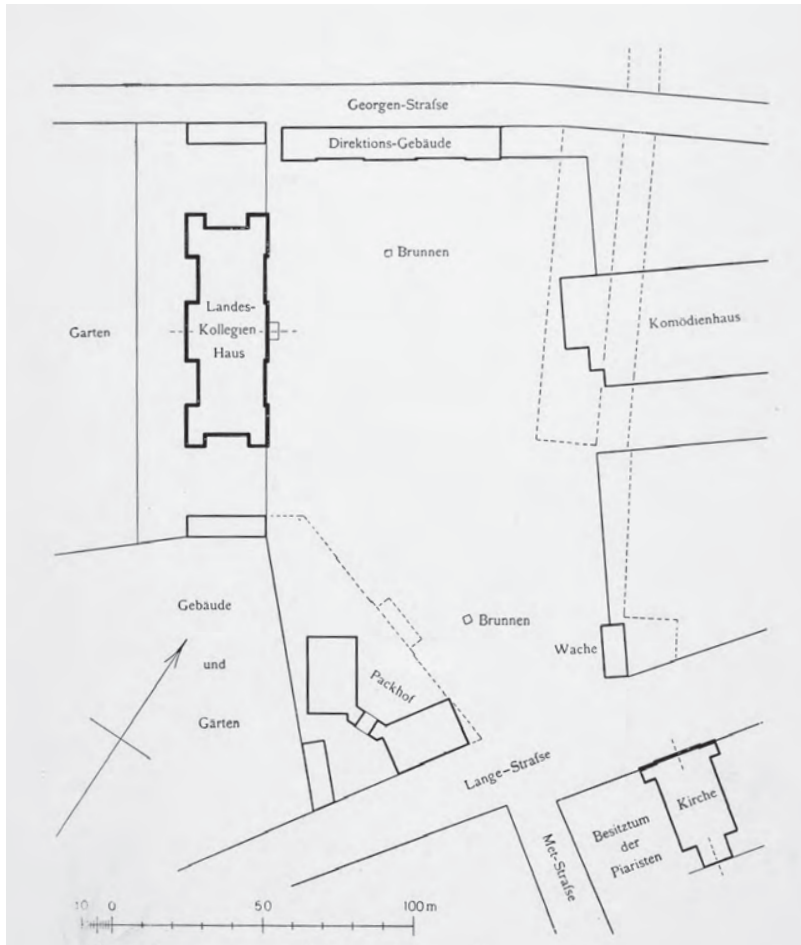 Georgen-Straſse
Direktions-Gebäude
Brunnen
Landes-
Kollegien
Haus
Garten
Komödienhaus
Gebäude
und
Gärten
Brunnen
Wache
Packhof
Lange-Straſse
Kirche
Besitztum
der
Piaristen
Met-Straſse
10 0 50 100 m